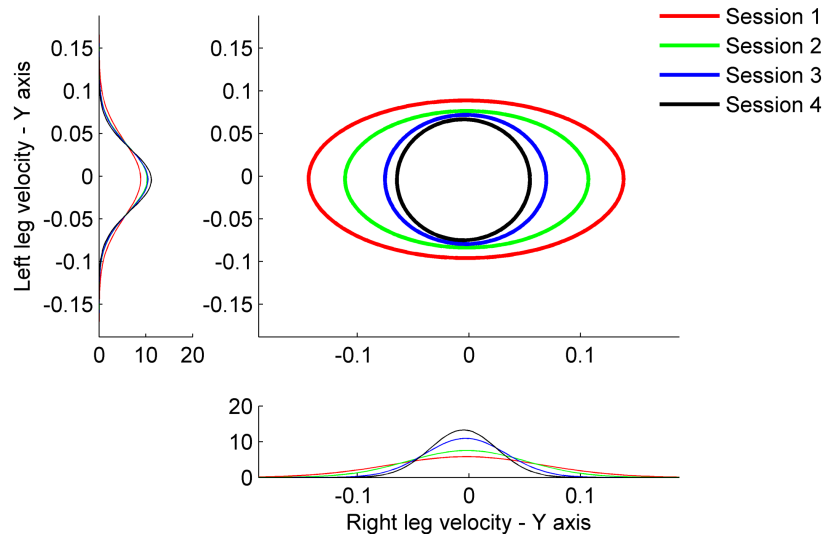 Session 1
Session 2
Session 3
Session 4
Left leg velocity - Y axis
0.15
0.1
0.05
0
-0.05
-0.1
-0.15
0 10 20
0.15
0.1
0.05
0
-0.05
-0.1
-0.15
-0.1 0 0.1
20
10
0
-0.1 0 0.1
Right leg velocity - Y axis